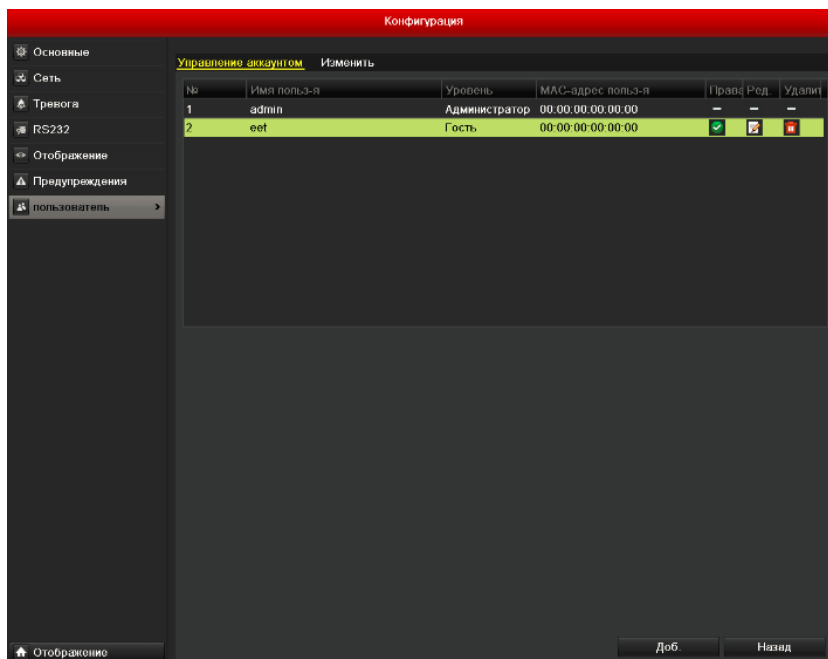 Конфигурация
Основные
Сеть
Тревога
RS232
Отображение
Предупреждения
пользователь
Управление аккаунтом Изменить
№ Имя польз-я Уровень MAC-адрес польз-я Права Ред. Удалит
1 admin Администратор 00:00:00:00:00:00 – – –
2 eet Гость 00:00:00:00:00:00
Доб. Назад
Отображение